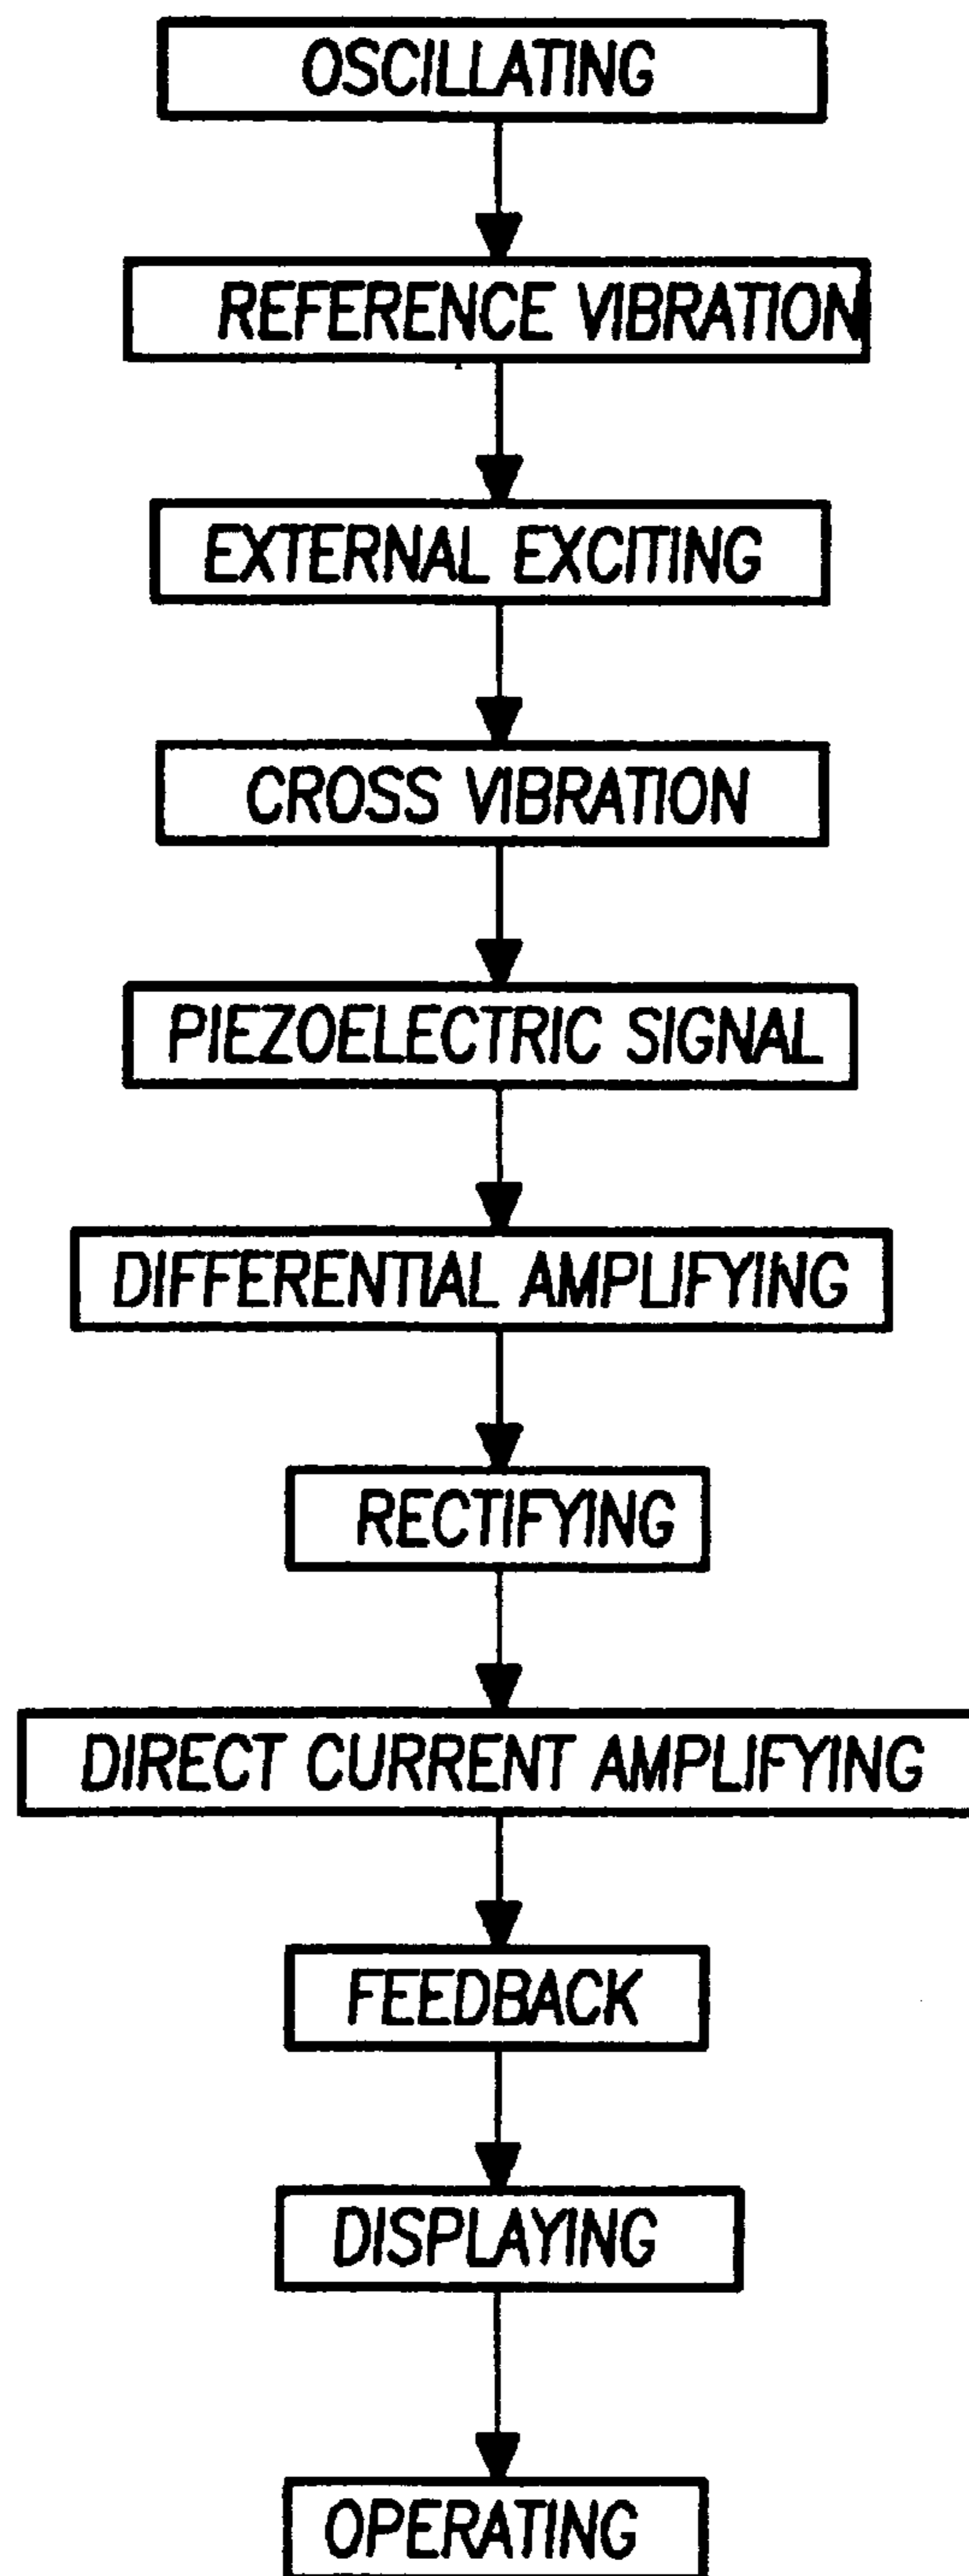 OSCILLATING
REFERENCE VIBRATION
EXTERNAL EXCITING
CROSS VIBRATION
PIEZOELECTRIC SIGNAL
DIFFERENTIAL AMPLIFYING
RECTIFYING
DIRECT CURRENT AMPLIFYING
FEEDBACK
DISPLAYING
OPERATING